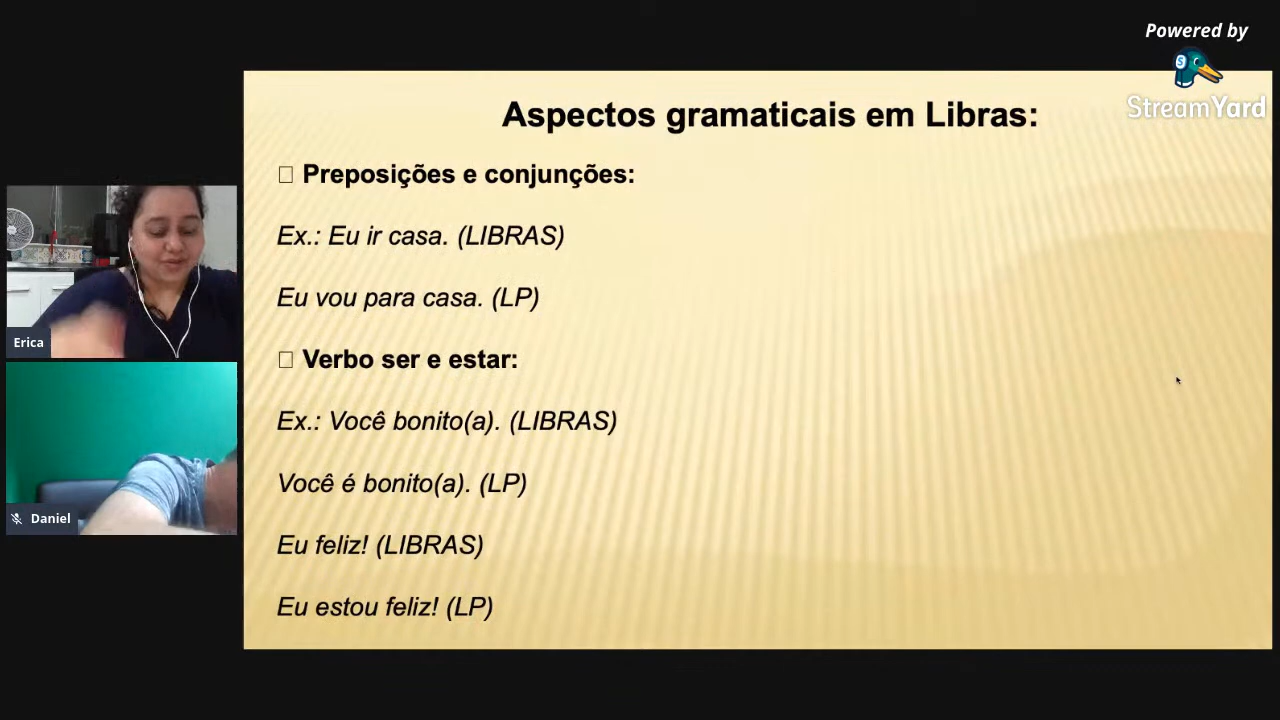 Powered by
StreamYard
Aspectos gramaticais em Libras:
Preposições e conjunções:
Ex.: Eu ir casa. (LIBRAS)
Eu vou para casa. (LP)
Verbo ser e estar:
Ex.: Você bonito(a). (LIBRAS)
Você é bonito(a). (LP)
Eu feliz! (LIBRAS)
Eu estou feliz! (LP)
Erica
Daniel